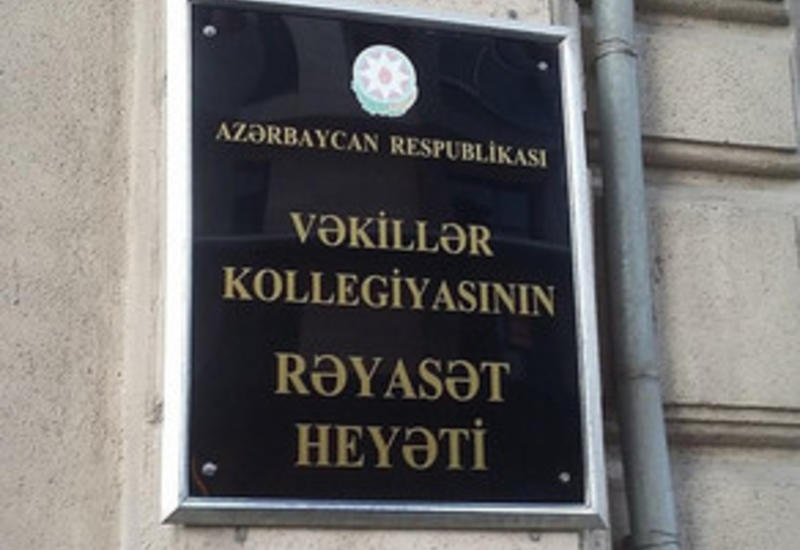 AZƏRBAYCAN RESPUBLİKASI
VƏKİLLƏR
KOLLEGİYASININ
RƏYASƏT
HEYƏTİ